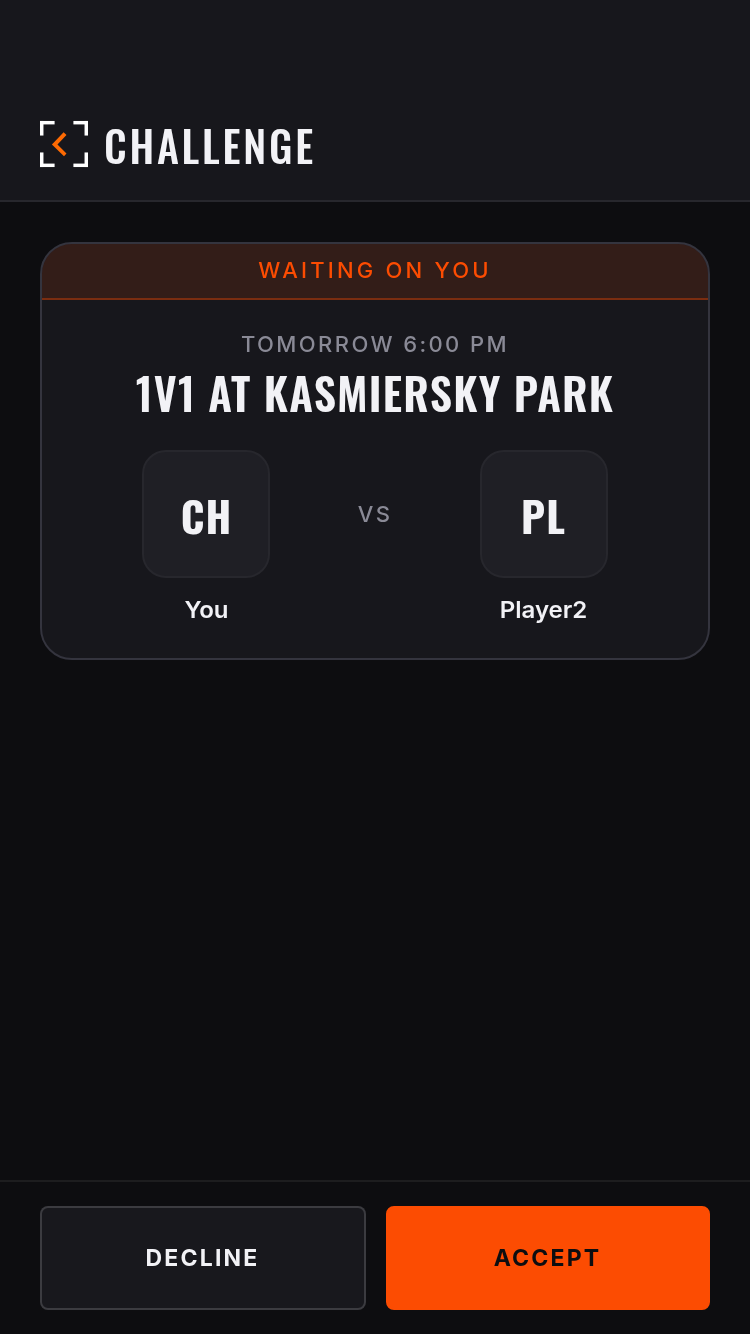 CHALLENGE
WAITING ON YOU
TOMORROW 6:00 PM
1V1 AT KASMIERSKY PARK
CH VS PL
You Player2
DECLINE ACCEPT